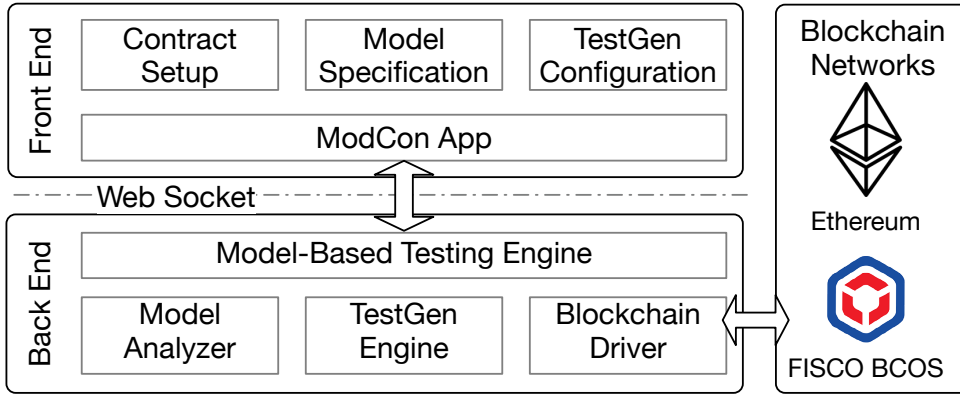 Front End
Contract
Setup
Model
Specification
TestGen
Configuration
ModCon App
Web Socket
Back End
Model-Based Testing Engine
Model
Analyzer
TestGen
Engine
Blockchain
Driver
Blockchain
Networks
Ethereum
FISCO BCOS